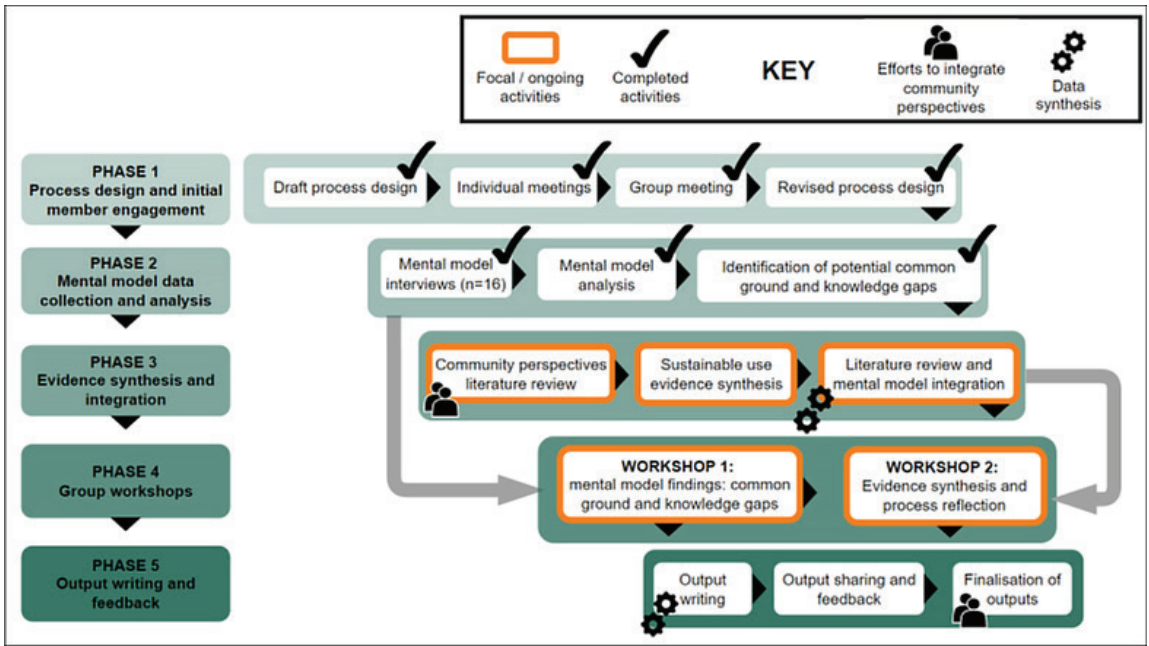 Focal / ongoing
activities
Completed
activities
KEY
Efforts to integrate
community
perspectives
Data
synthesis
PHASE 1
Process design and initial
member engagement
Draft process design
Individual meetings
Group meeting
Revised process design
PHASE 2
Mental model data
collection and analysis
Mental model
interviews (n=16)
Mental model
analysis
Identification of potential common
ground and knowledge gaps
PHASE 3
Evidence synthesis and
integration
Community perspectives
literature review
Sustainable use
evidence synthesis
Literature review and
mental model integration
PHASE 4
Group workshops
WORKSHOP 1:
mental model findings: common
ground and knowledge gaps
WORKSHOP 2:
Evidence synthesis and
process reflection
PHASE 5
Output writing and
feedback
Output
writing
Output sharing and
feedback
Finalisation of
outputs